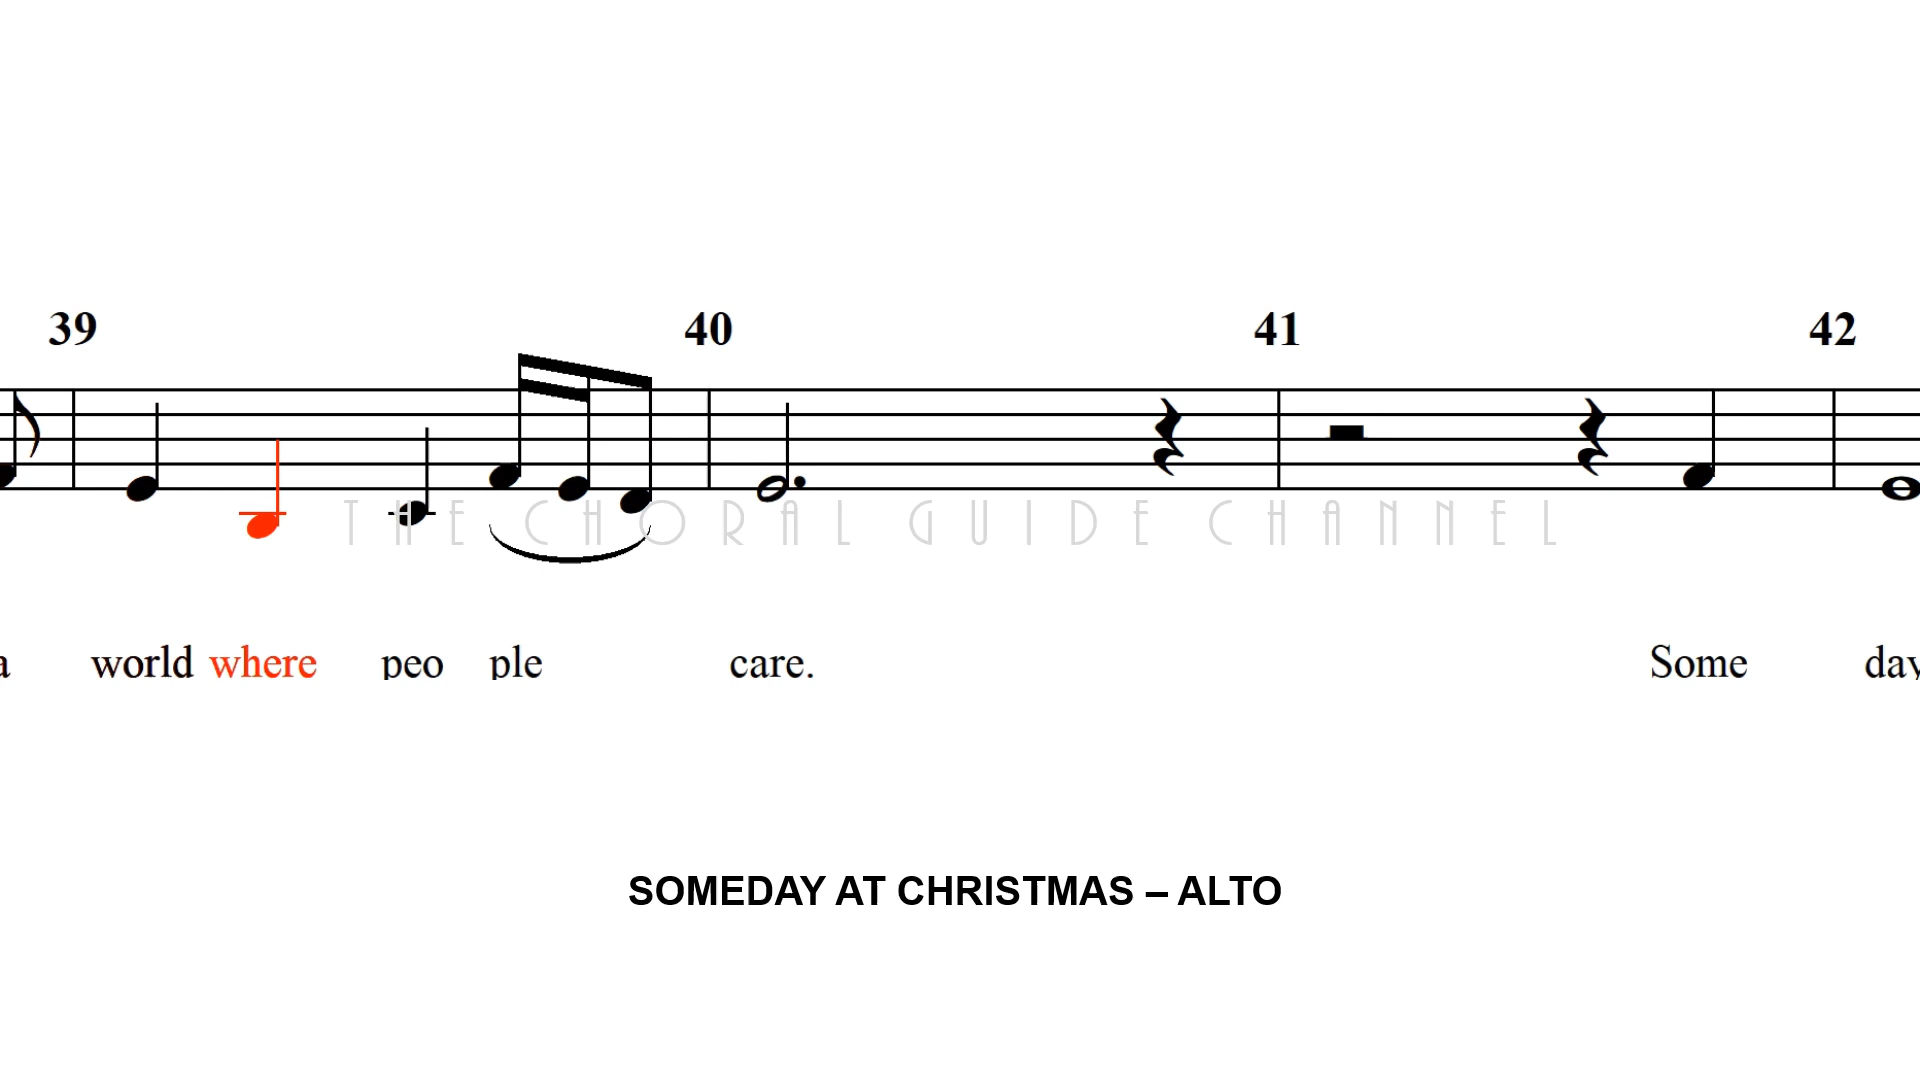 39 40 41 42
THE CHORAL GUIDE CHANNEL
a world where peo ple care. Some day
SOMEDAY AT CHRISTMAS – ALTO